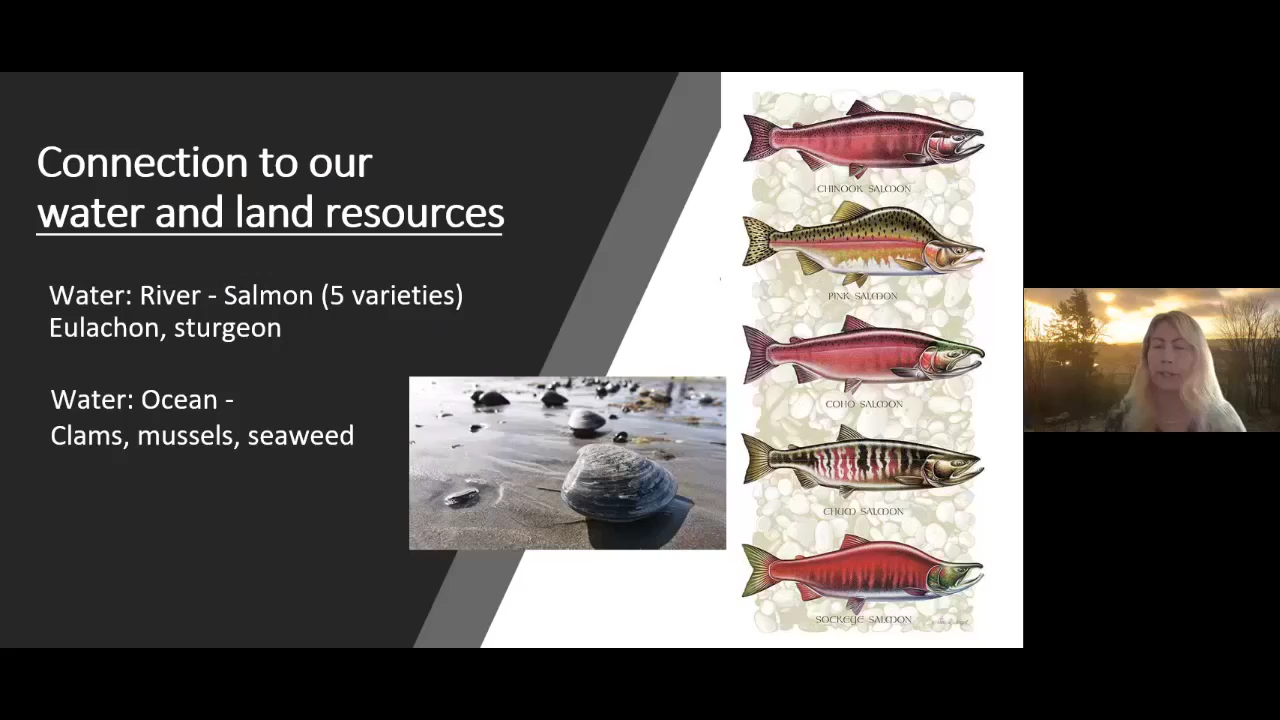 Connection to our
water and land resources
Water: River - Salmon (5 varieties)
Eulachon, sturgeon
Water: Ocean -
Clams, mussels, seaweed
CHINOOK SALMON
PINK SALMON
COHO SALMON
CHUM SALMON
SOCKEYE SALMON